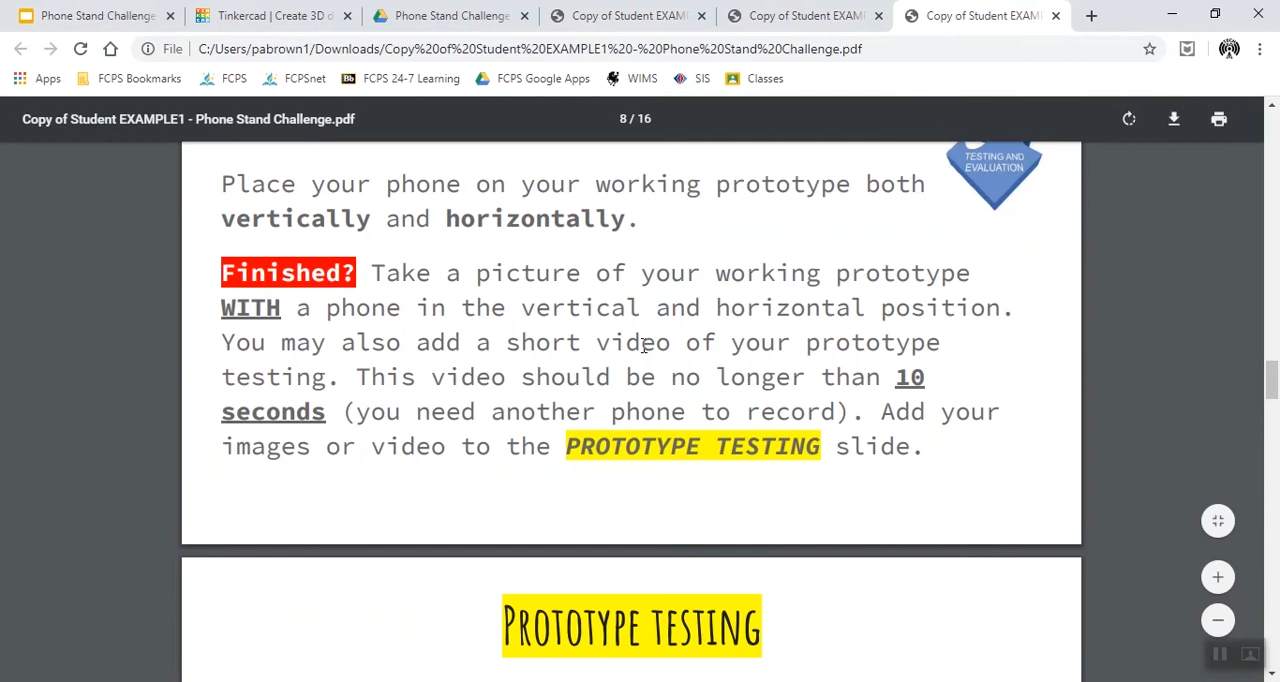 Phone Stand Challenge
Tinkercad | Create 3D d
Phone Stand Challenge
Copy of Student EXAM
Copy of Student EXAM
Copy of Student EXAM
File
C:/Users/pabrown1/Downloads/Copy%20of%20Student%20EXAMPLE1%20-%20Phone%20Stand%20Challenge.pdf
Apps
FCPS Bookmarks
FCPS
FCPSnet
Bb
FCPS 24-7 Learning
FCPS Google Apps
WIMS
SIS
Classes
Copy of Student EXAMPLE1 - Phone Stand Challenge.pdf
8 / 16
TESTING AND
EVALUATION
Place your phone on your working prototype both
vertically and horizontally.
Finished? Take a picture of your working prototype
WITH a phone in the vertical and horizontal position.
You may also add a short video of your prototype
testing. This video should be no longer than 10
seconds (you need another phone to record). Add your
images or video to the PROTOTYPE TESTING slide.
PROTOTYPE TESTING